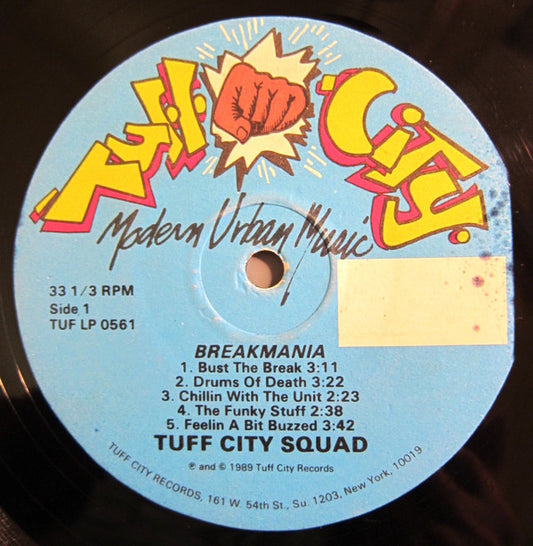 Tuff City
Modern Urban Music
33 1/3 RPM
Side 1
TUF LP 0561
BREAKMANIA
1. Bust The Break 3:11
2. Drums Of Death 3:22
3. Chillin With The Unit 2:23
4. The Funky Stuff 2:38
5. Feelin A Bit Buzzed 3:42
TUFF CITY SQUAD
℗ and © 1989 Tuff City Records
TUFF CITY RECORDS, 161 W. 54th St., Su. 1203, New York, N.Y. 10019